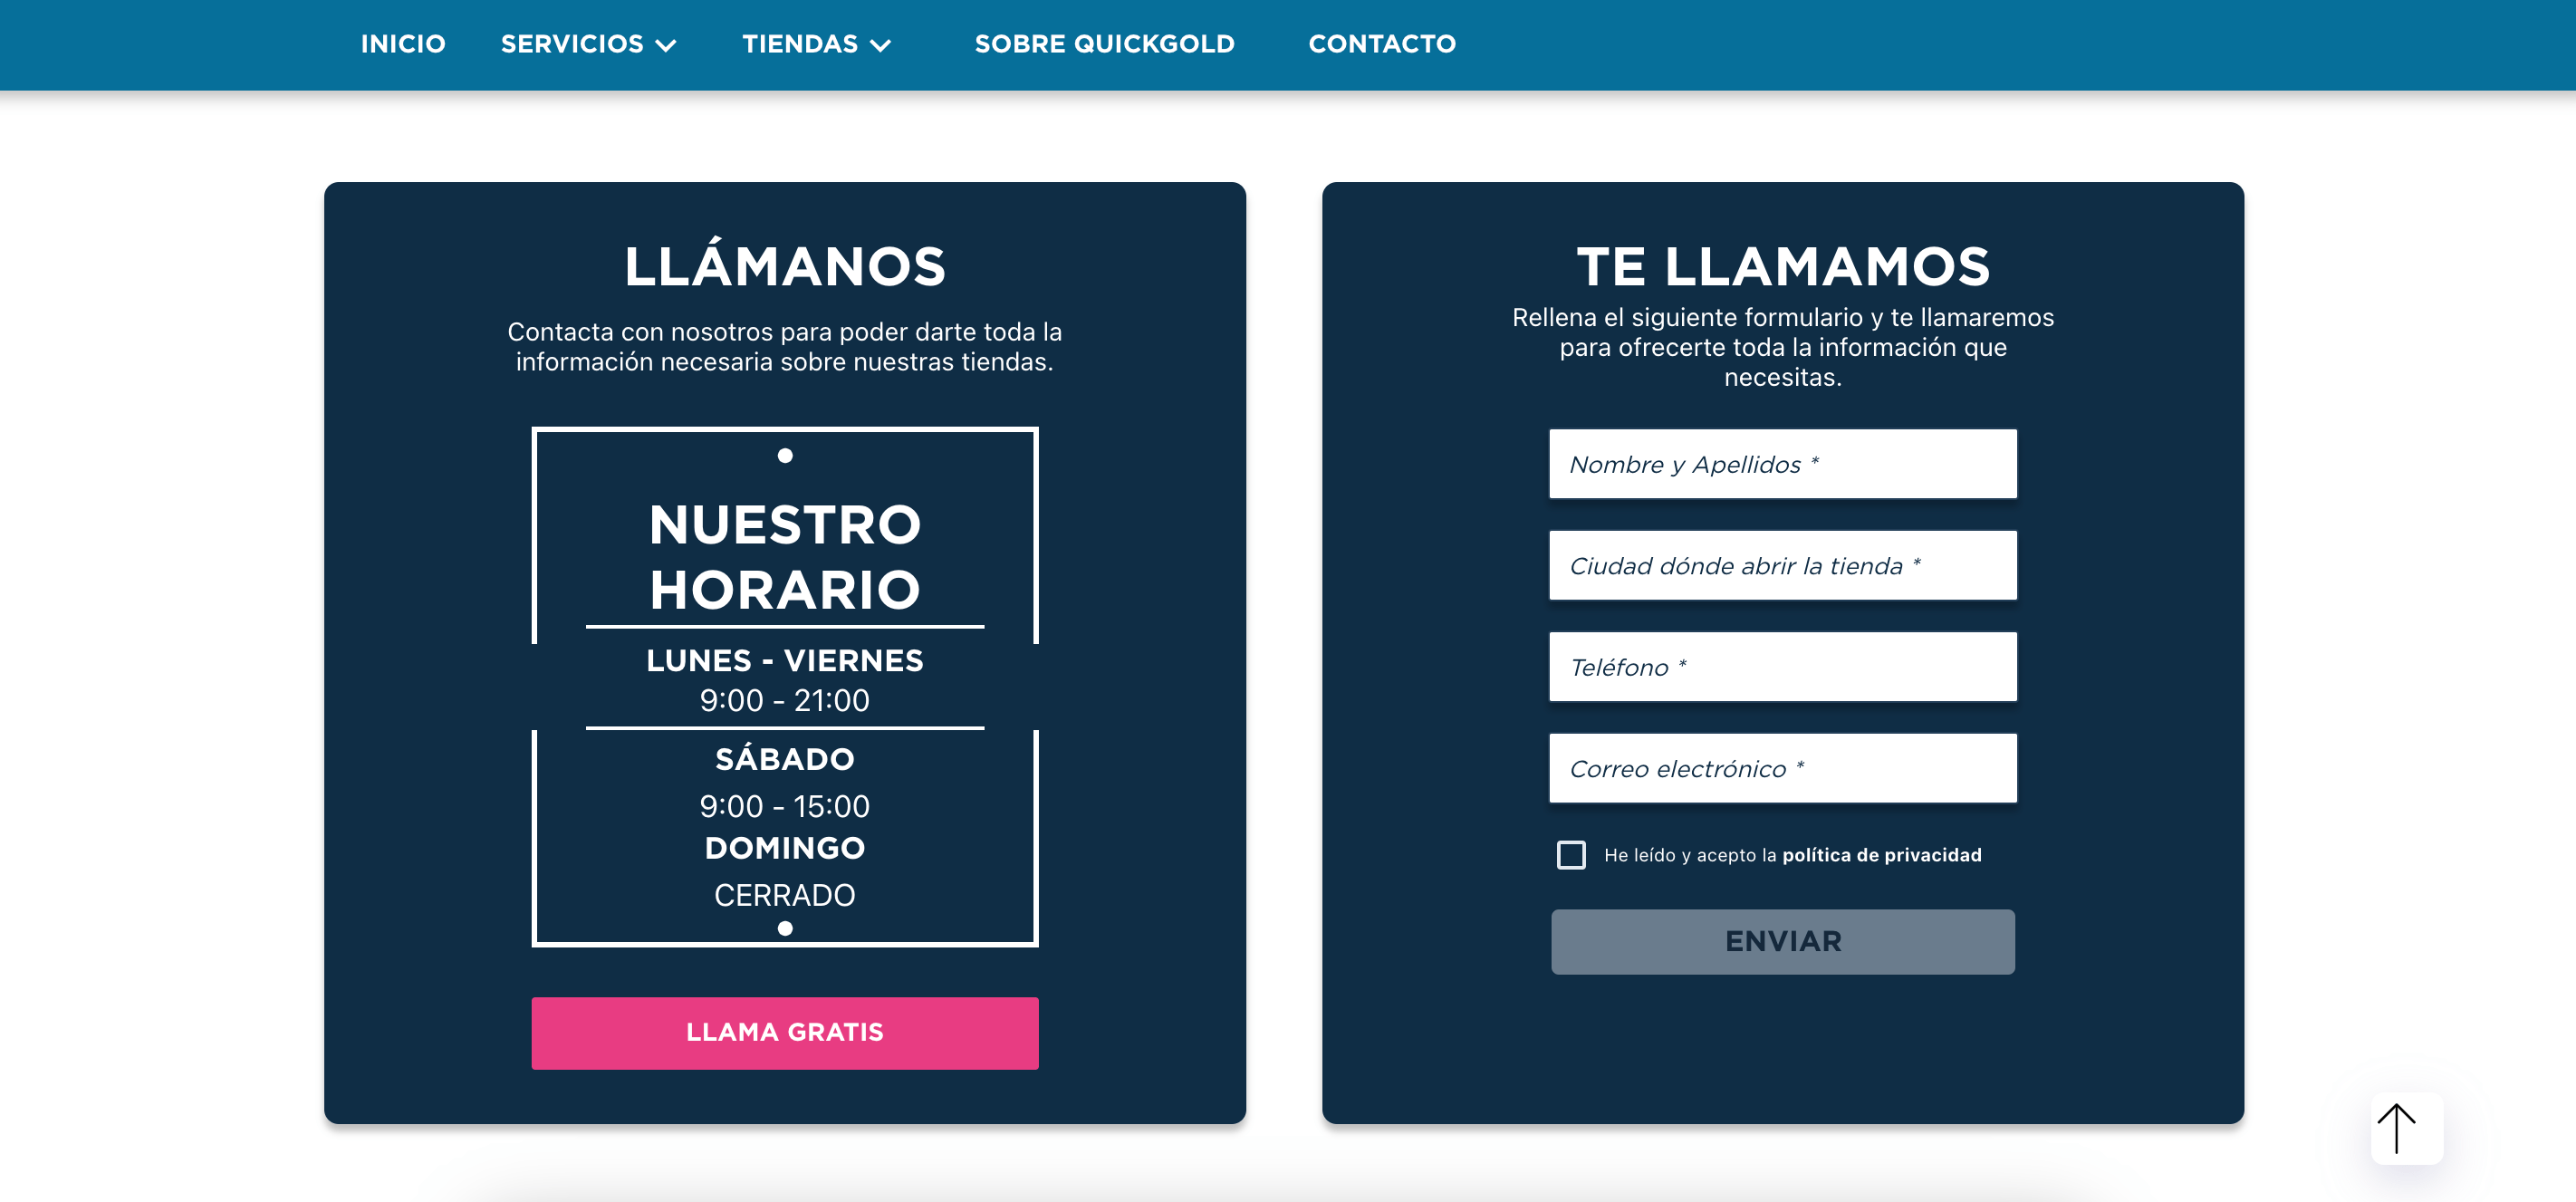 INICIO SERVICIOS TIENDAS SOBRE QUICKGOLD CONTACTO
LLÁMANOS
Contacta con nosotros para poder darte toda la
información necesaria sobre nuestras tiendas.
NUESTRO
HORARIO
LUNES - VIERNES
9:00 - 21:00
SÁBADO
9:00 - 15:00
DOMINGO
CERRADO
LLAMA GRATIS
TE LLAMAMOS
Rellena el siguiente formulario y te llamaremos
para ofrecerte toda la información que
necesitas.
Nombre y Apellidos *
Ciudad dónde abrir la tienda *
Teléfono *
Correo electrónico *
He leído y acepto la política de privacidad
ENVIAR